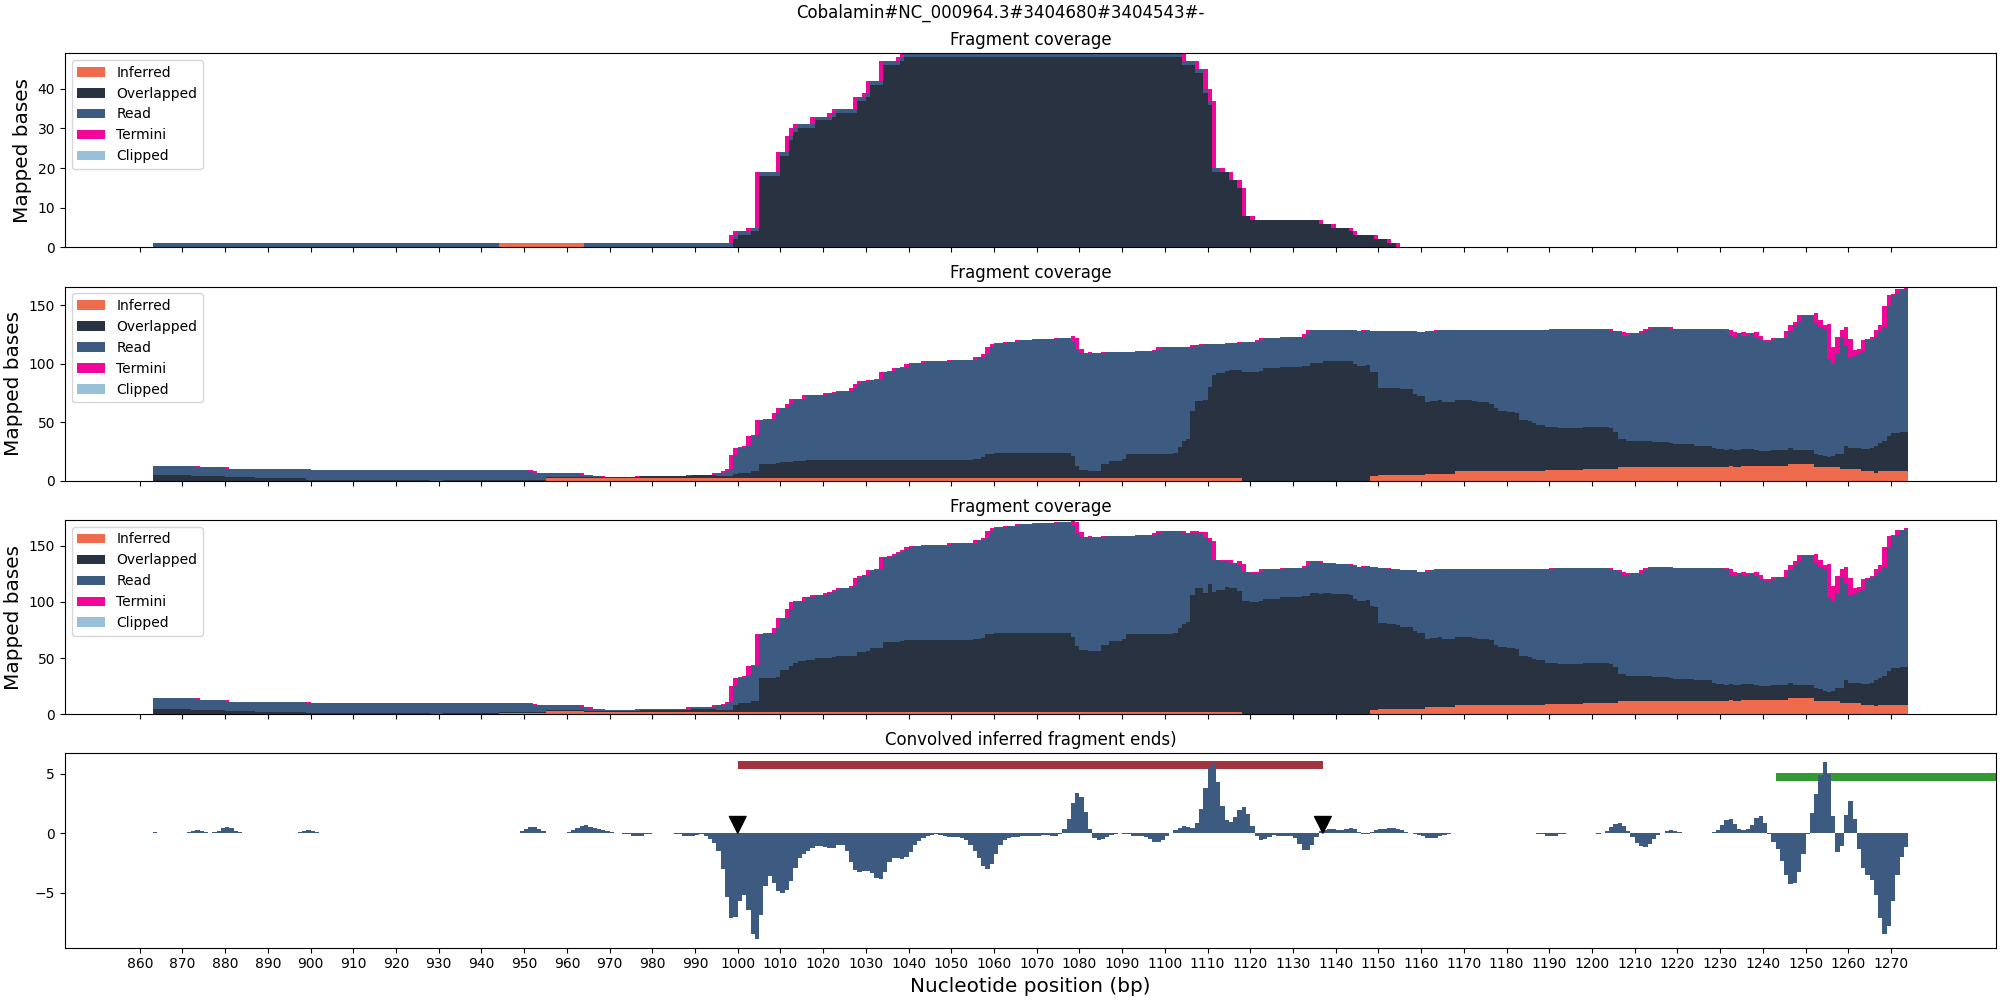 Cobalamin#NC_000964.3#3404680#3404543#-
Fragment coverage
Mapped bases
40
30
20
10
0
Inferred
Overlapped
Read
Termini
Clipped
Fragment coverage
Mapped bases
150
100
50
0
Inferred
Overlapped
Read
Termini
Clipped
Fragment coverage
Mapped bases
150
100
50
0
Inferred
Overlapped
Read
Termini
Clipped
Convolved inferred fragment ends)
5
0
−5
860 870 880 890 900 910 920 930 940 950 960 970 980 990 1000 1010 1020 1030 1040 1050 1060 1070 1080 1090 1100 1110 1120 1130 1140 1150 1160 1170 1180 1190 1200 1210 1220 1230 1240 1250 1260 1270
Nucleotide position (bp)